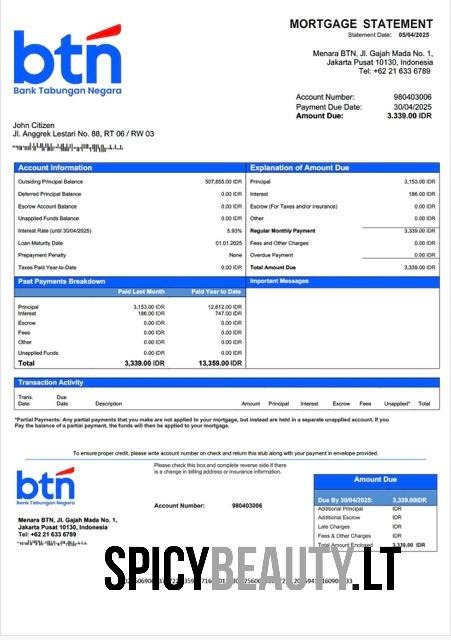 MORTGAGE STATEMENT
Statement Date: 05/04/2025
btn
Bank Tabungan Negara
Menara BTN, Jl. Gajah Mada No. 1,
Jakarta Pusat 10130, Indonesia
Tel: +62 21 633 6789
Account Number: 980403006
Payment Due Date: 30/04/2025
Amount Due: 3.339.00 IDR
John Citizen
Jl. Anggrek Lestari No. 88, RT 06 / RW 03
Account Information
Outsiding Principal Balance 507,855.00 IDR
Deferred Principal Balance 0.00 IDR
Escrow Account Balance 0.00 IDR
Unapplied Funds Balance 0.00 IDR
Interest Rate (until 30/04/2025) 5.93%
Loan Maturity Date 01.01.2025
Prepayment Penalty None
Taxes Paid Year-to-Date 0.00 IDR
Explanation of Amount Due
Principal 3,153.00 IDR
Interest 186.00 IDR
Escrow (For Taxes and/or insurance) 0.00 IDR
Other 0.00 IDR
Regular Monthly Payment 3,339.00 IDR
Fees and Other Charges 0.00 IDR
Overdue Payment 0.00 IDR
Total Amount Due 3,339.00 IDR
Past Payments Breakdown
Paid Last Month Paid Year to Date
Principal 3,153.00 IDR 12,612.00 IDR
Interest 186.00 IDR 747.00 IDR
Escrow 0.00 IDR 0.00 IDR
Fees 0.00 IDR 0.00 IDR
Other 0.00 IDR 0.00 IDR
Unapplied Funds 0.00 IDR 0.00 IDR
Total 3,339.00 IDR 13,359.00 IDR
Important Messages
Transaction Activity
Trans. Date Due Date Description Amount Principal Interest Escrow Fees Unapplied* Total
*Partial Payments: Any partial payments that you make are not applied to your mortgage, but instead are held in a separate unapplied account. If you
Pay the balance of a partial payment, the funds will then be applied to your mortgage.
To ensure proper credit, please write account number on check and return this stub along with your payment in envelope provided.
btn
Bank Tabungan Negara
Menara BTN, Jl. Gajah Mada No. 1,
Jakarta Pusat 10130, Indonesia
Tel: +62 21 633 6789
Please check this box and complete reverse side if there
is a change in billing address or insurance information.
Account Number: 980403006
Amount Due
Due By 30/04/2025: 3,339.00IDR
Additional Principal IDR
Additional Escrow IDR
Late Charges IDR
Fees & Other Charges IDR
Total Amount Enclosed 3,339.00 IDR
SPICYBEAUTY.LT